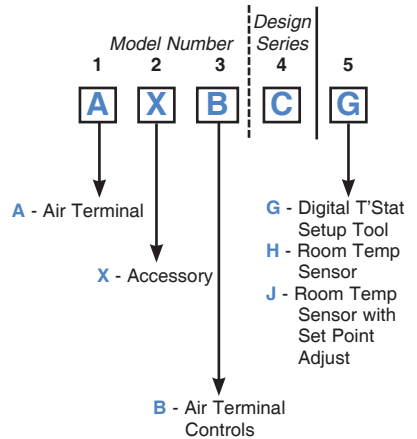 Design
Model Number Series
1 2 3 4 5
A X B C G
A - Air Terminal
G - Digital T'Stat
Setup Tool
H - Room Temp
Sensor
J - Room Temp
Sensor with
Set Point
Adjust
X - Accessory
B - Air Terminal
Controls